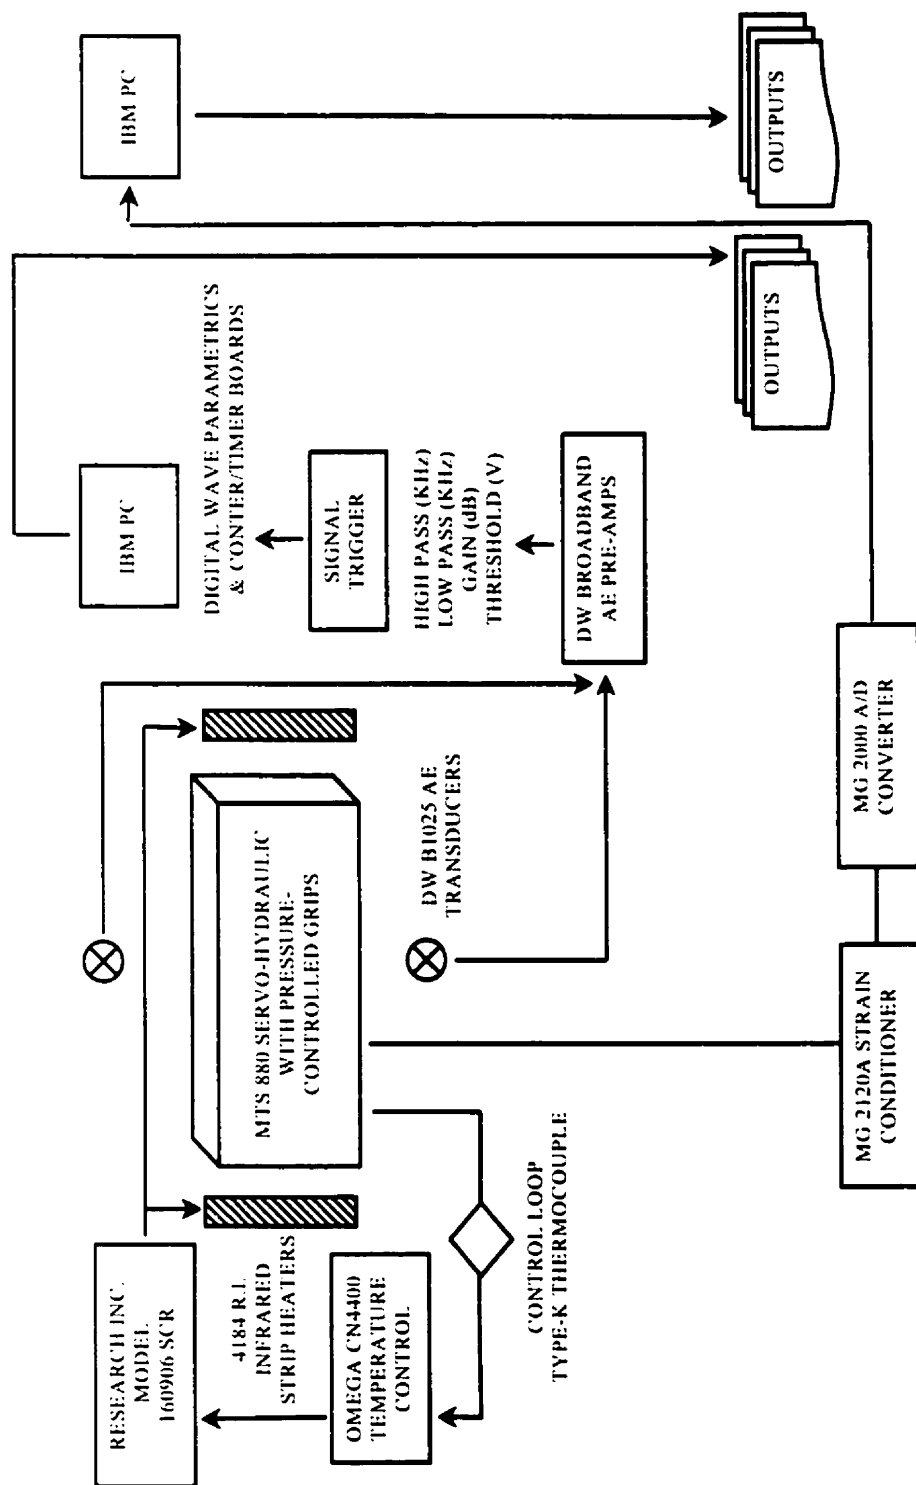 RESEARCH INC.
MODEL
160906 SCR
4184 R.I.
INFRARED
STRIP HEATERS
OMEGA CN4400
TEMPERATURE
CONTROL
CONTROL LOOP
TYPE-K THERMOCOUPLE
MTS 880 SERVO-HYDRAULIC
WITH PRESSURE-
CONTROLLED GRIPS
DW B1025 AE
TRANSDUCERS
MG 2120A STRAIN
CONDITIONER
MG 2000 A/D
CONVERTER
IBM PC
DIGITAL WAVE PARAMETRICS
& CONTER/TIMER BOARDS
SIGNAL
TRIGGER
HIGH PASS (KHz)
LOW PASS (KHz)
GAIN (dB)
THRESHOLD (V)
DW BROADBAND
AE PRE-AMPS
OUTPUTS
IBM PC
OUTPUTS